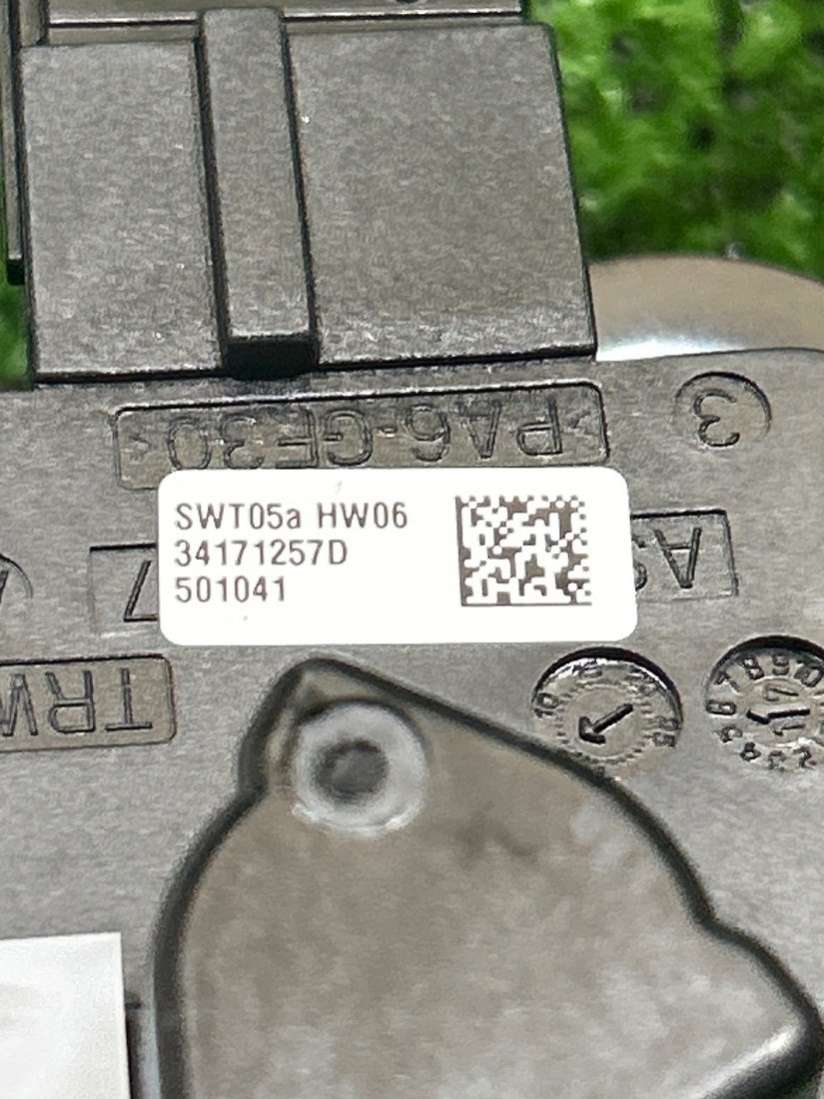 >PA6-GF30<
3
SWT05a HW06
34171257D
501041
TRW